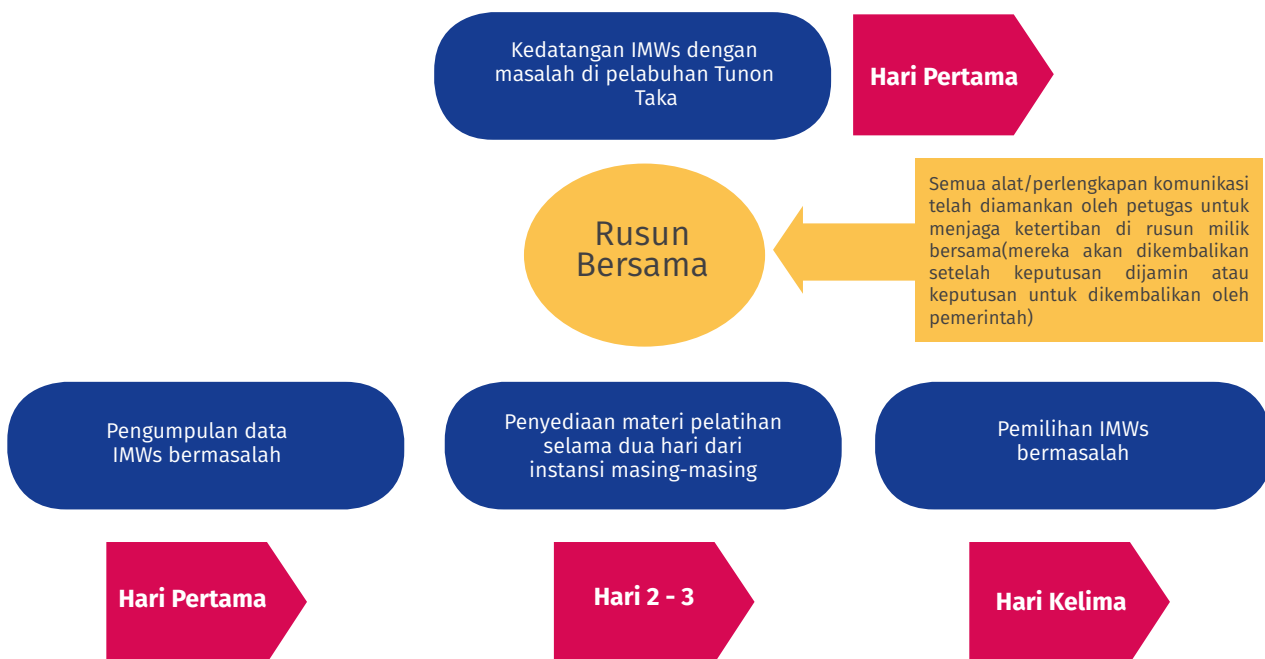 Kedatangan IMWs dengan
masalah di pelabuhan Tunon
Taka
Hari Pertama
Rusun
Bersama
Semua alat/perlengkapan komunikasi
telah diamankan oleh petugas untuk
menjaga ketertiban di rusun milik
bersama(mereka akan dikembalikan
setelah keputusan dijamin atau
keputusan untuk dikembalikan oleh
pemerintah)
Pengumpulan data
IMWs bermasalah
Penyediaan materi pelatihan
selama dua hari dari
instansi masing-masing
Pemilihan IMWs
bermasalah
Hari Pertama
Hari 2 - 3
Hari Kelima